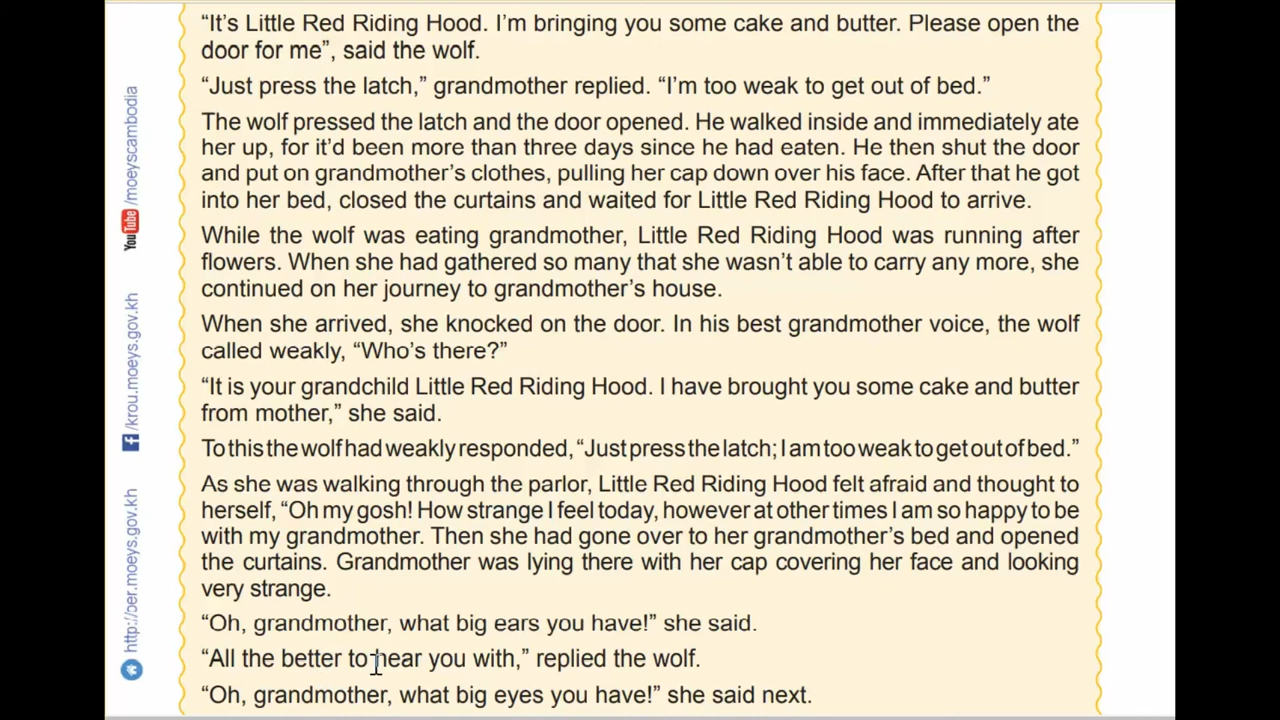 “It’s Little Red Riding Hood. I’m bringing you some cake and butter. Please open the
door for me”, said the wolf.
“Just press the latch,” grandmother replied. “I’m too weak to get out of bed.”
The wolf pressed the latch and the door opened. He walked inside and immediately ate
her up, for it’d been more than three days since he had eaten. He then shut the door
and put on grandmother’s clothes, pulling her cap down over his face. After that he got
into her bed, closed the curtains and waited for Little Red Riding Hood to arrive.
While the wolf was eating grandmother, Little Red Riding Hood was running after
flowers. When she had gathered so many that she wasn’t able to carry any more, she
continued on her journey to grandmother’s house.
When she arrived, she knocked on the door. In his best grandmother voice, the wolf
called weakly, “Who’s there?”
“It is your grandchild Little Red Riding Hood. I have brought you some cake and butter
from mother,” she said.
To this the wolf had weakly responded, “Just press the latch; I am too weak to get out of bed.”
As she was walking through the parlor, Little Red Riding Hood felt afraid and thought to
herself, “Oh my gosh! How strange I feel today, however at other times I am so happy to be
with my grandmother. Then she had gone over to her grandmother’s bed and opened
the curtains. Grandmother was lying there with her cap covering her face and looking
very strange.
“Oh, grandmother, what big ears you have!” she said.
“All the better to hear you with,” replied the wolf.
“Oh, grandmother, what big eyes you have!” she said next.
YouTube /moeyscambodia
f /krou.moeys.gov.kh
http://oer.moeys.gov.kh